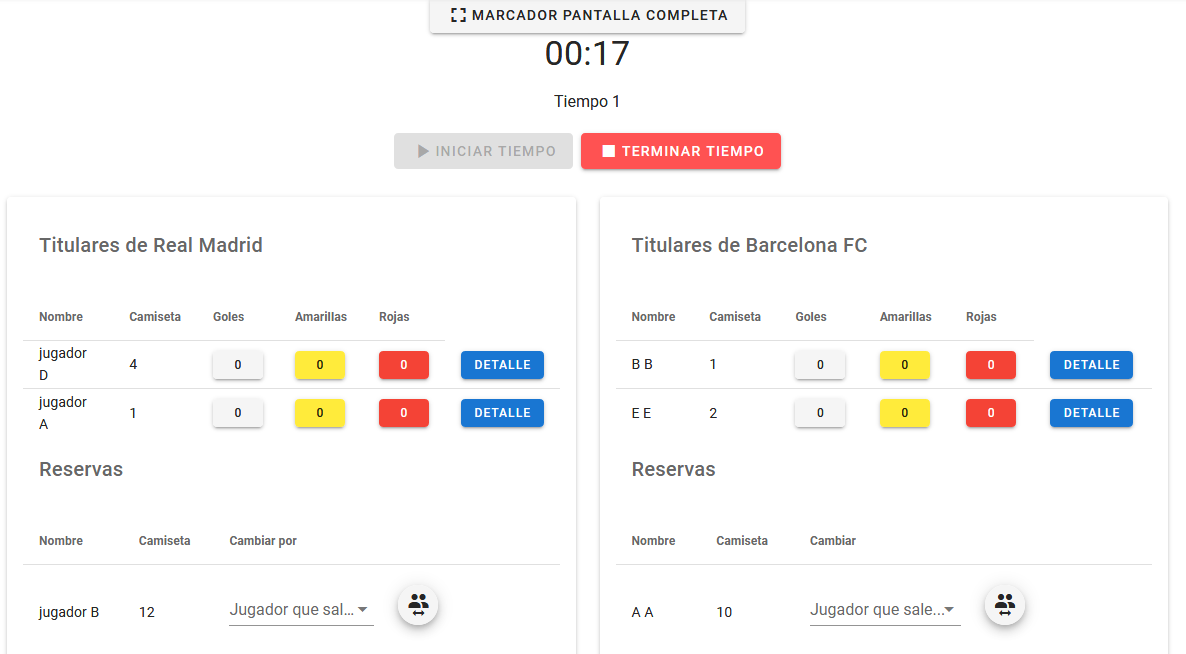 MARCADOR PANTALLA COMPLETA
00:17
Tiempo 1
INICIAR TIEMPO
TERMINAR TIEMPO
Titulares de Real Madrid
Nombre Camiseta Goles Amarillas Rojas
jugador D 4 0 0 0 DETALLE
jugador A 1 0 0 0 DETALLE
Reservas
Nombre Camiseta Cambiar por
jugador B 12 Jugador que sal...
Titulares de Barcelona FC
Nombre Camiseta Goles Amarillas Rojas
B B 1 0 0 0 DETALLE
E E 2 0 0 0 DETALLE
Reservas
Nombre Camiseta Cambiar
A A 10 Jugador que sale...